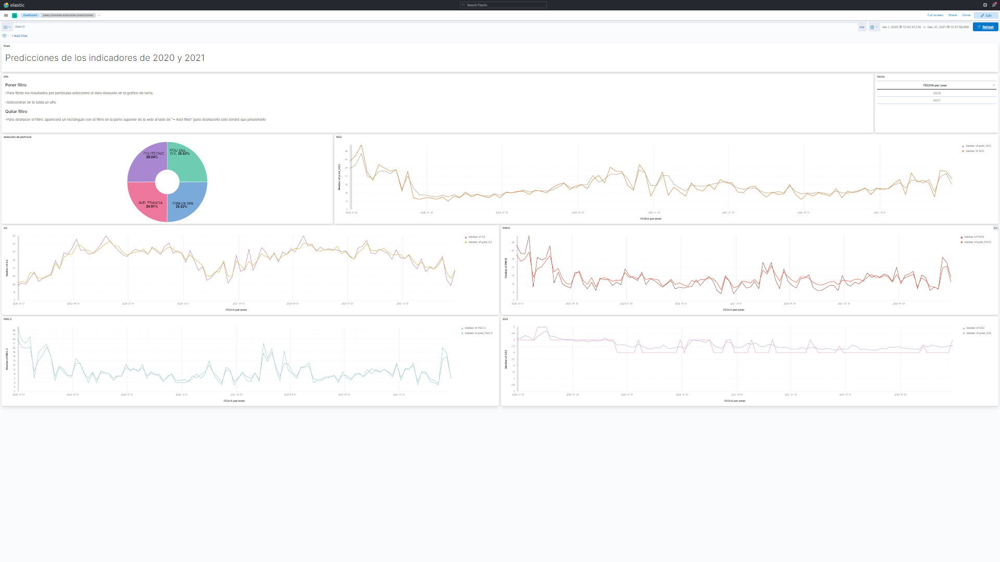 elastic
Search Elastic
Dashboard
peaky brandais estaciones predicciones
Full screen
Share
Clone
Edit
Search
KQL
Jan 1, 2020 @ 12:42:47.218 → Dec 31, 2021 @ 12:57:58.856
Refresh
+ Add filter
titulo
Predicciones de los indicadores de 2020 y 2021
info
Poner filtro
-Para filtrar los resultados por partículas seleccione el dato deseado en el grafico de tarta.
-Seleccionar en la tabla un año
Quitar filtro
-Para deshacer el filtro: aparecerá un rectángulo con el filtro en la parte superior de la web al lado de "+ Add filter" para deshacerlo solo tendrá que presionarlo
Fecha
FECHA per year
2020
2021
selección de particula
POLITECNIC
25.04%
MOLI DEL
SOL 25.02%
AVD. FRANCIA
24.91%
Pista De Silla
25.02%
NO2
Median of pred_NO2
Median of pred_NO2
Median of NO2
FECHA per week
O3
Median of O3
Median of O3
Median of pred_O3
FECHA per week
PM10
Median of PM10
Median of PM10
Median of pred_PM10
FECHA per week
PM2.5
Median of PM2.5
Median of PM2.5
Median of pred_PM2.5
FECHA per week
SO2
Median of SO2
Median of SO2
Median of pred_SO2
FECHA per week